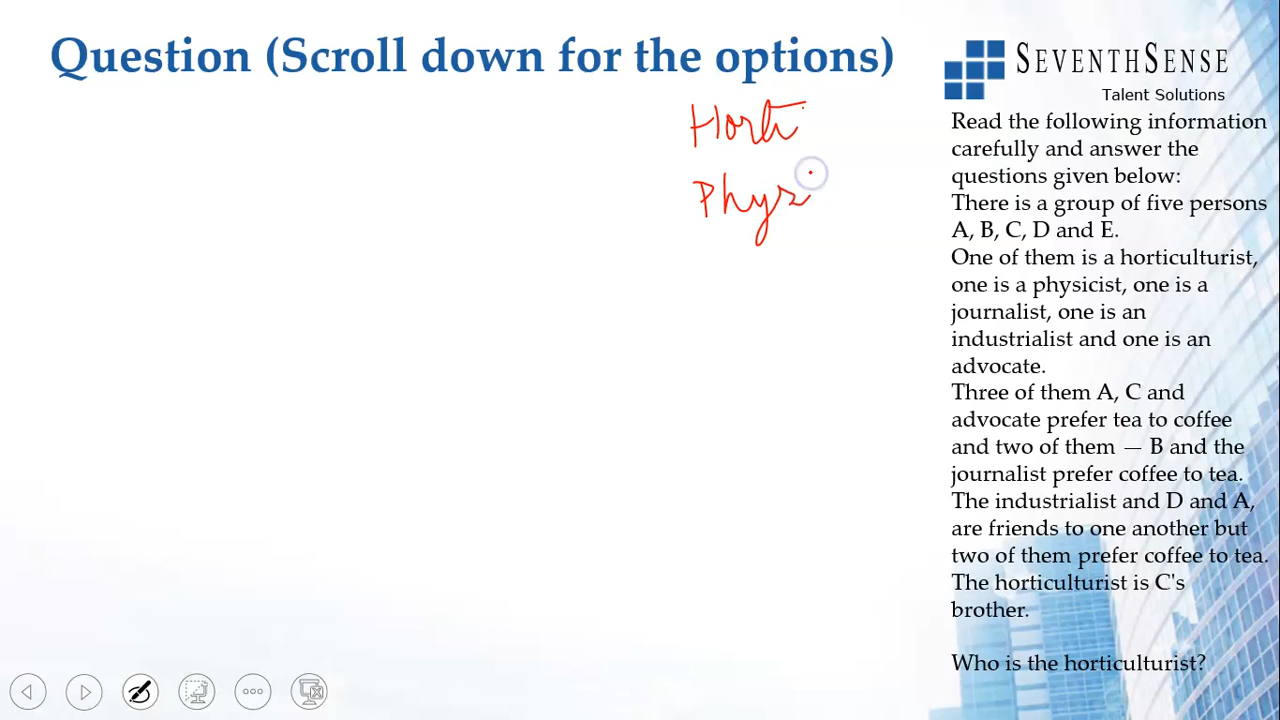 Question (Scroll down for the options)
SEVENTHSENSE
Talent Solutions
Horti
Phys
Read the following information
carefully and answer the
questions given below:
There is a group of five persons
A, B, C, D and E.
One of them is a horticulturist,
one is a physicist, one is a
journalist, one is an
industrialist and one is an
advocate.
Three of them A, C and
advocate prefer tea to coffee
and two of them — B and the
journalist prefer coffee to tea.
The industrialist and D and A,
are friends to one another but
two of them prefer coffee to tea.
The horticulturist is C's
brother.
Who is the horticulturist?